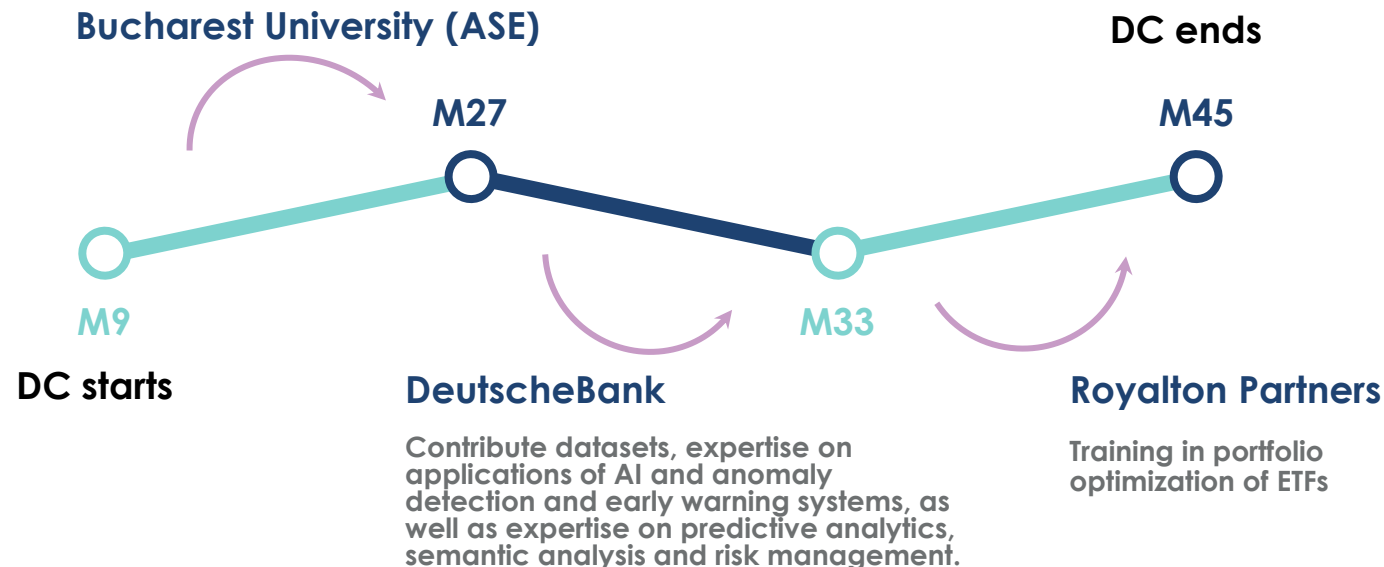 Bucharest University (ASE)
DC ends
M27
M45
M9
M33
DC starts
DeutscheBank
Royalton Partners
Contribute datasets, expertise on
applications of AI and anomaly
detection and early warning systems, as
well as expertise on predictive analytics,
semantic analysis and risk management.
Training in portfolio
optimization of ETFs